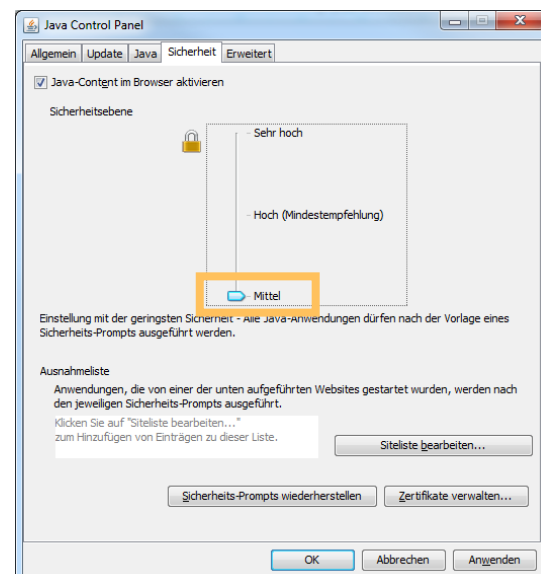 Java Control Panel
Allgemein Update Java Sicherheit Erweitert
Java-Content im Browser aktivieren
Sicherheitsebene
Sehr hoch
Hoch (Mindestempfehlung)
Mittel
Einstellung mit der geringsten Sicherheit - Alle Java-Anwendungen dürfen nach der Vorlage eines
Sicherheits-Prompts ausgeführt werden.
Ausnahmeliste
Anwendungen, die von einer der unten aufgeführten Websites gestartet wurden, werden nach
den jeweiligen Sicherheits-Prompts ausgeführt.
Klicken Sie auf "Siteliste bearbeiten..."
zum Hinzufügen von Einträgen zu dieser Liste.
Siteliste bearbeiten...
Sicherheits-Prompts wiederherstellen Zertifikate verwalten...
OK Abbrechen Anwenden